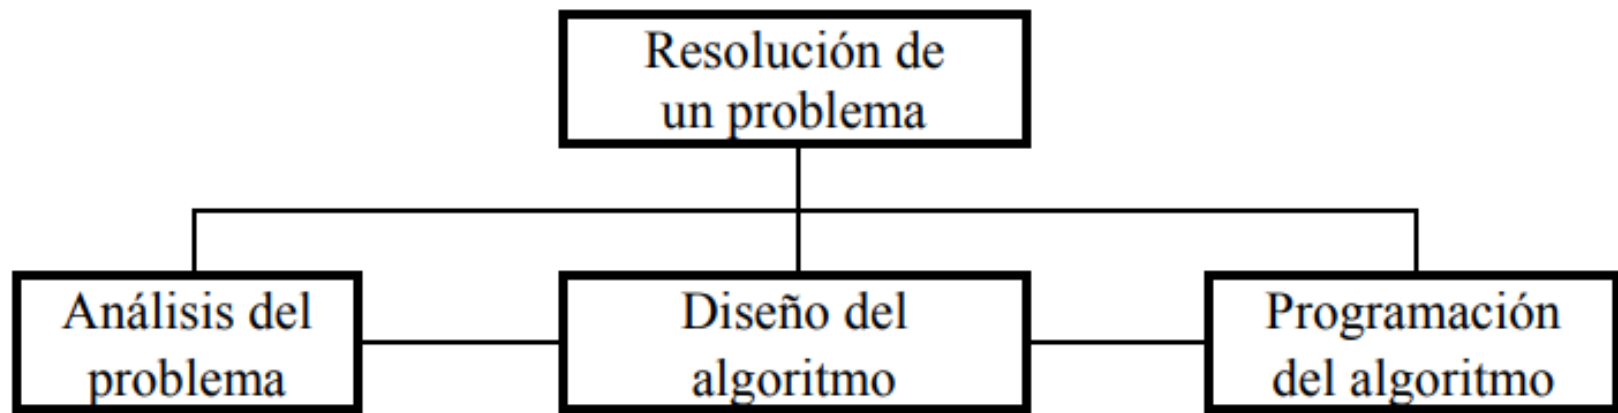 Resolución de
un problema
Análisis del
problema
Diseño del
algoritmo
Programación
del algoritmo